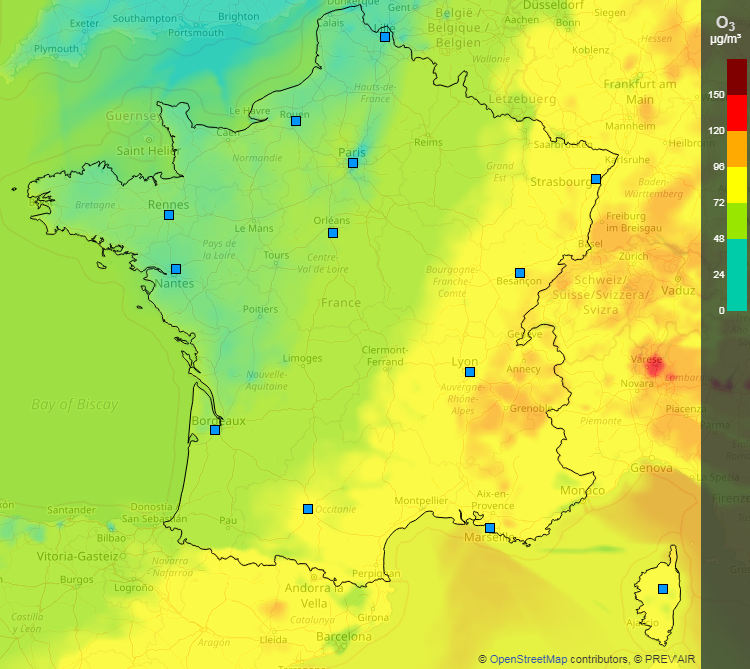 Dunkerque
Düsseldorf
Exeter
Southampton
Brighton
Portsmouth
Plymouth
Calais
Lille
Gent
België /
Belgique /
Belgien
Aachen
Bonn
Siegen
Hessen
Koblenz
Wallonie
Frankfurt am
Main
Guernsey
Le Havre
Rouen
Hauts-de-
France
Letzebuerg
Mannheim
Heilbronn
Saint Helier
Caen
Normandie
Paris
Reims
Saarbrücken
Karlsruhe
Grand
Est
Strasbourg
Baden-
Württemberg
Bretagne
Rennes
Le Mans
Orléans
Freiburg
im Breisgau
Pays de
la Loire
Tours
Centre-
Val de Loire
Bourgogne-
Franche
Comté
Besançon
Basel
Zürich
Vaduz
Nantes
Schweiz/
Suisse/Svizzera/
Svizra
Poitiers
France
Genève
Limoges
Clermont-
Ferrand
Lyon
Annecy
Varese
Novara
Lombardia
Nouvelle-
Aquitaine
Auvergne-
Rhône-
Alpes
Grenoble
Piacenza
Piemonte
Parma
Bay of Biscay
Bordeaux
Genova
La Spezia
Firenze
Occitanie
Montpellier
Aix-en-
Provence
Monaco
Marseille
Santander
Donostia
San Sebastián
Bilbao
Pau
Vitoria-Gasteiz
Burgos
Logroño
Navarra
- Nafarroa
Andorra la
Vella
Perpignan
Girona
Catalunya
Castilla
y León
Aragón
Lleida
Barcelona
Tarragona
Ajaccio
O3
µg/m³
150
120
96
72
48
24
0
© OpenStreetMap contributors, © PREV'AIR